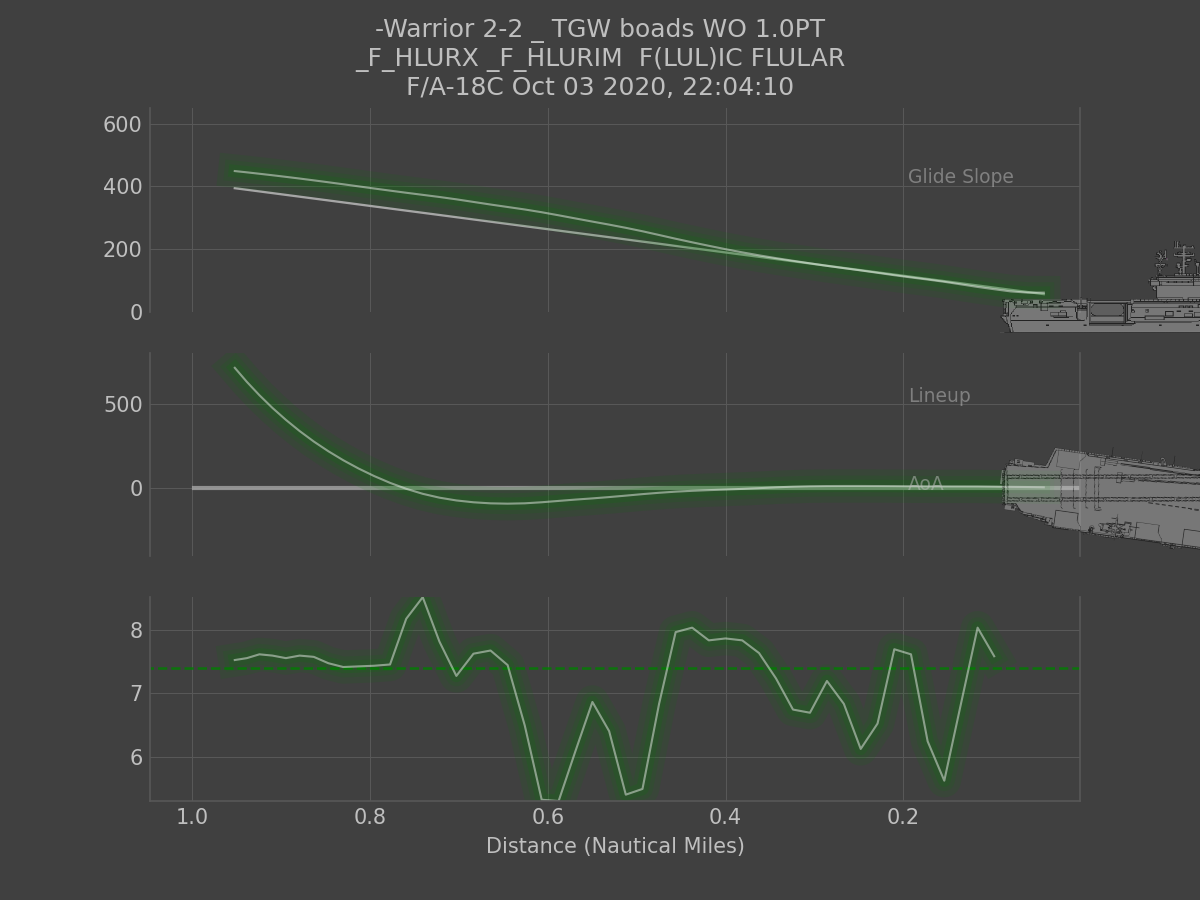 -Warrior 2-2 _ TGW boads WO 1.0PT
_F_HLURX _F_HLURIM  F(LUL)IC FLULAR
F/A-18C Oct 03 2020, 22:04:10
600
400
200
0
Glide Slope
500
0
Lineup
AoA
8
7
6
1.0 0.8 0.6 0.4 0.2
Distance (Nautical Miles)